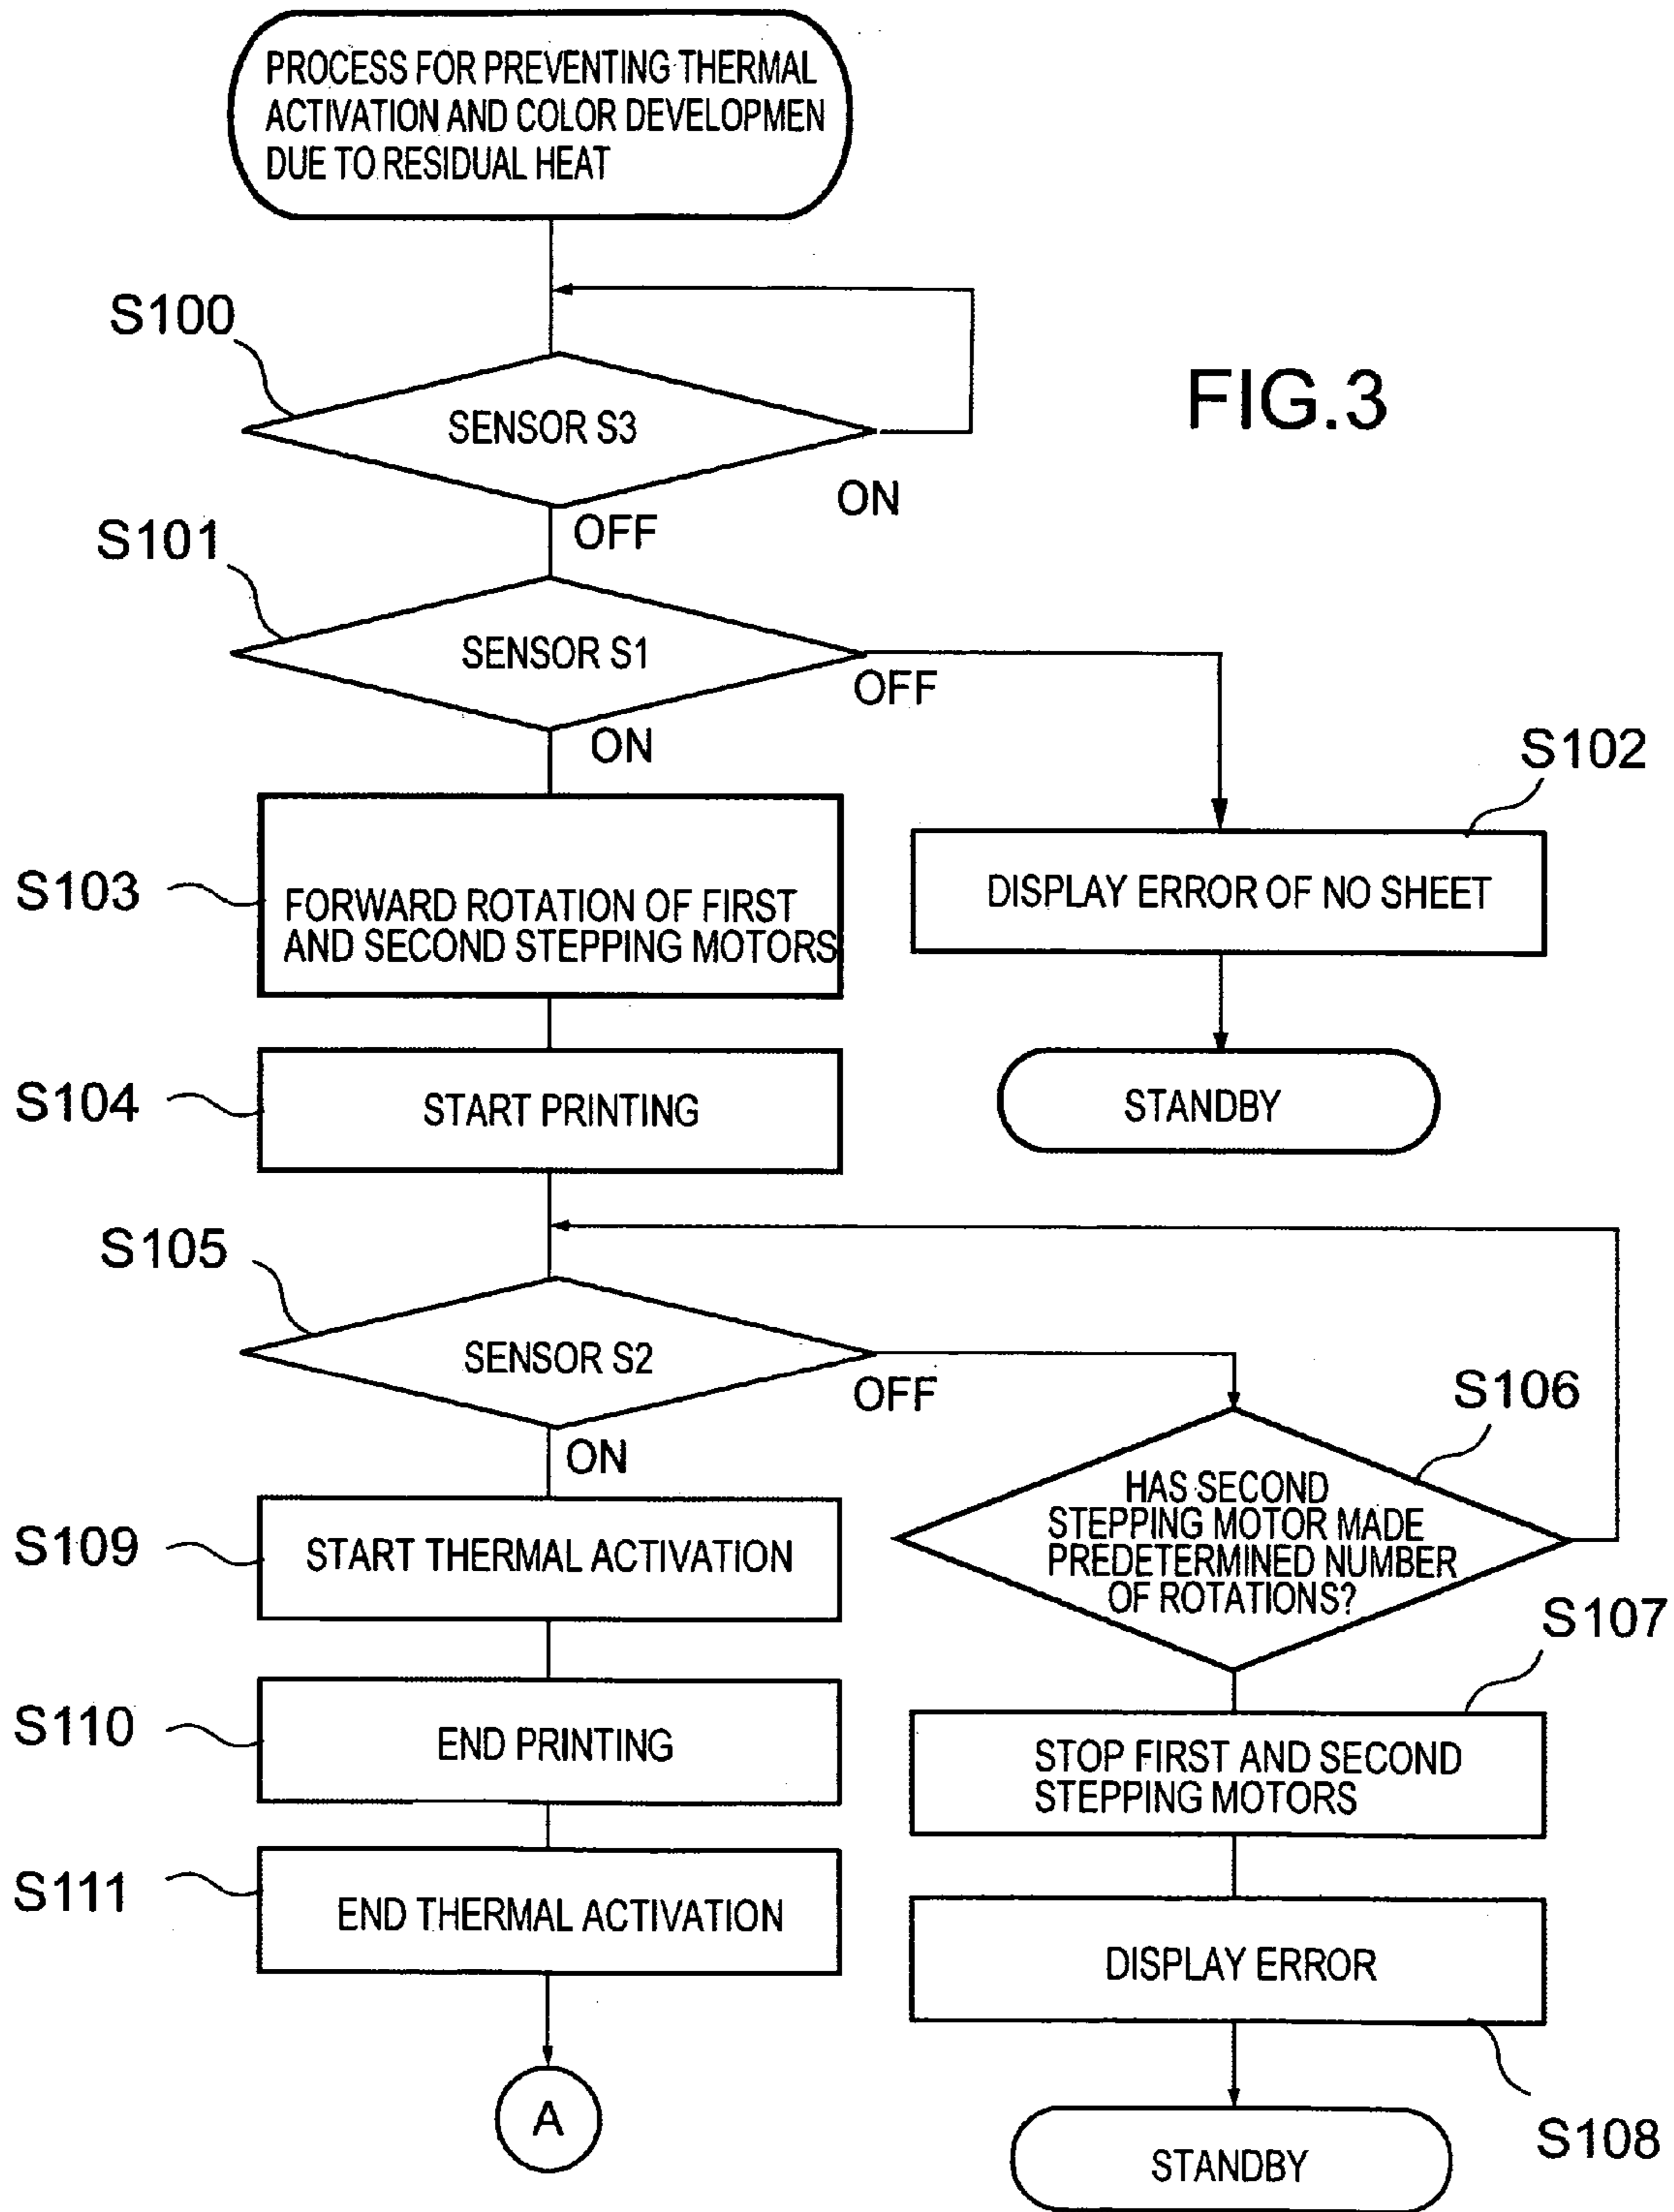 PROCESS FOR PREVENTING THERMAL
ACTIVATION AND COLOR DEVELOPMEN
DUE TO RESIDUAL HEAT
S100
SENSOR S3
FIG.3
ON
OFF
S101
SENSOR S1
OFF
ON
S102
S103
FORWARD ROTATION OF FIRST
AND SECOND STEPPING MOTORS
DISPLAY ERROR OF NO SHEET
S104
START PRINTING
STANDBY
S105
SENSOR S2
OFF
ON
S106
HAS SECOND
STEPPING MOTOR MADE
PREDETERMINED NUMBER
OF ROTATIONS?
S109
START THERMAL ACTIVATION
S107
S110
END PRINTING
STOP FIRST AND SECOND
STEPPING MOTORS
S111
END THERMAL ACTIVATION
DISPLAY ERROR
A
S108
STANDBY